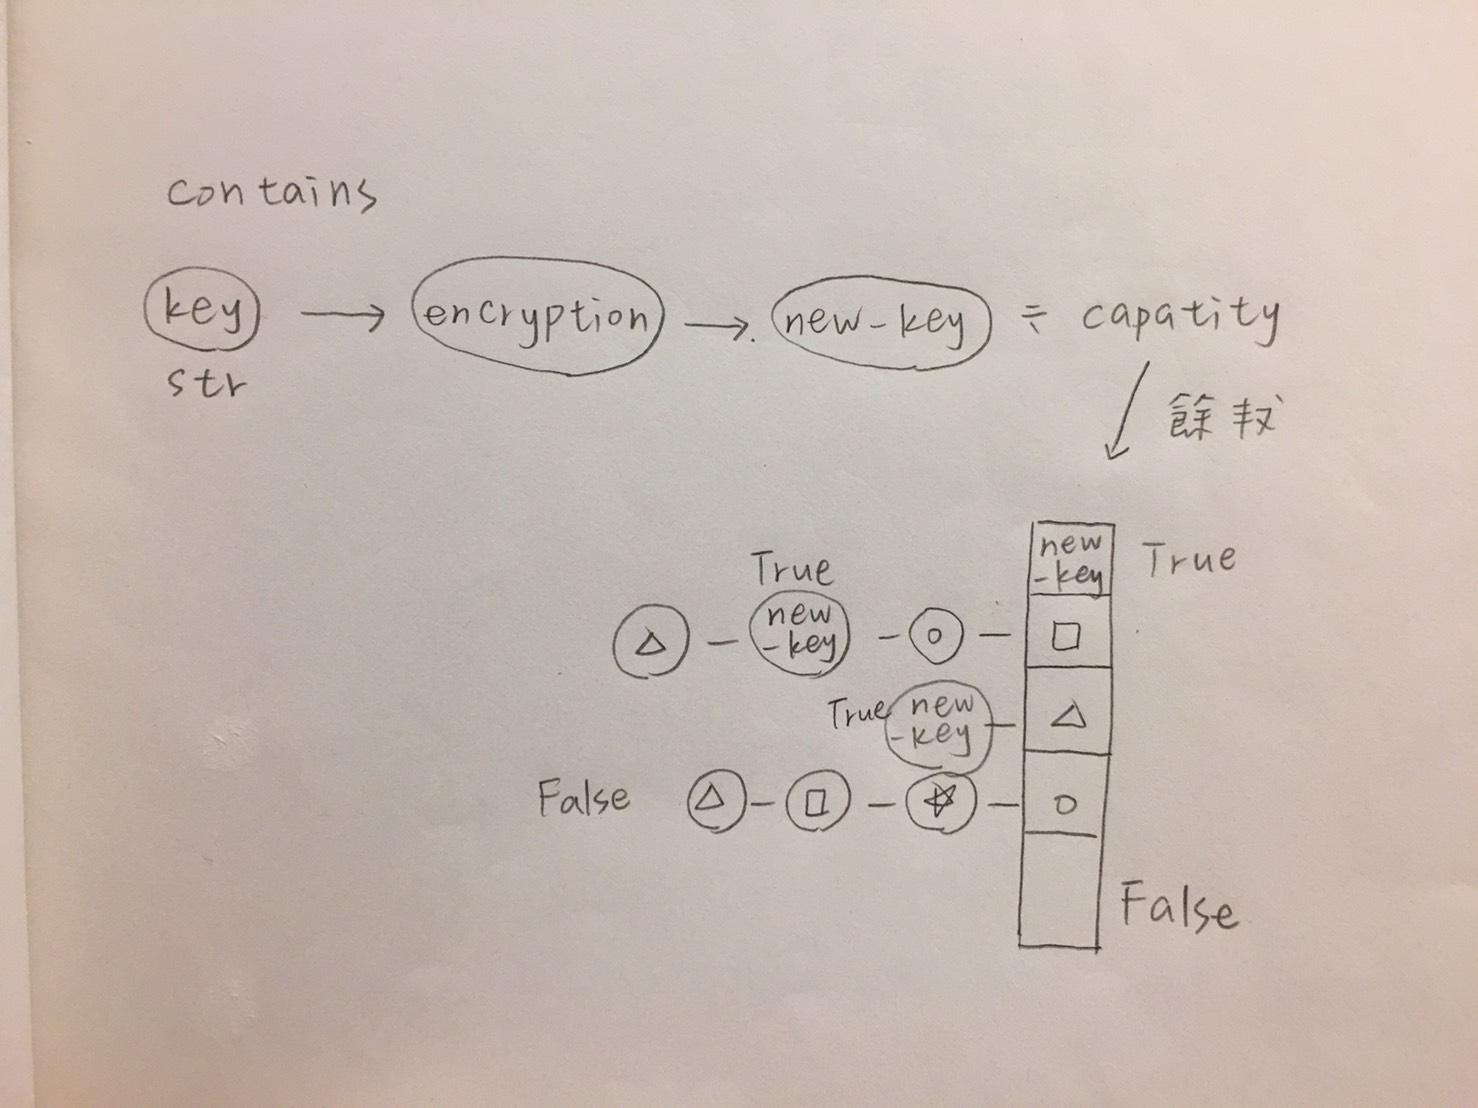 contains
key → encryption → new-key ÷ capatity
str
餘数
new
-key
True
True
new
-key
True
new
-key
False
False